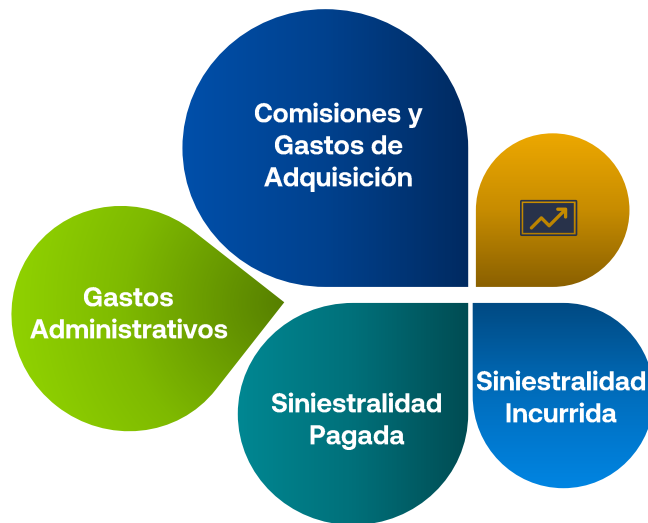 Comisiones y
Gastos de
Adquisición
Gastos
Administrativos
Siniestralidad
Pagada
Siniestralidad
Incurrida